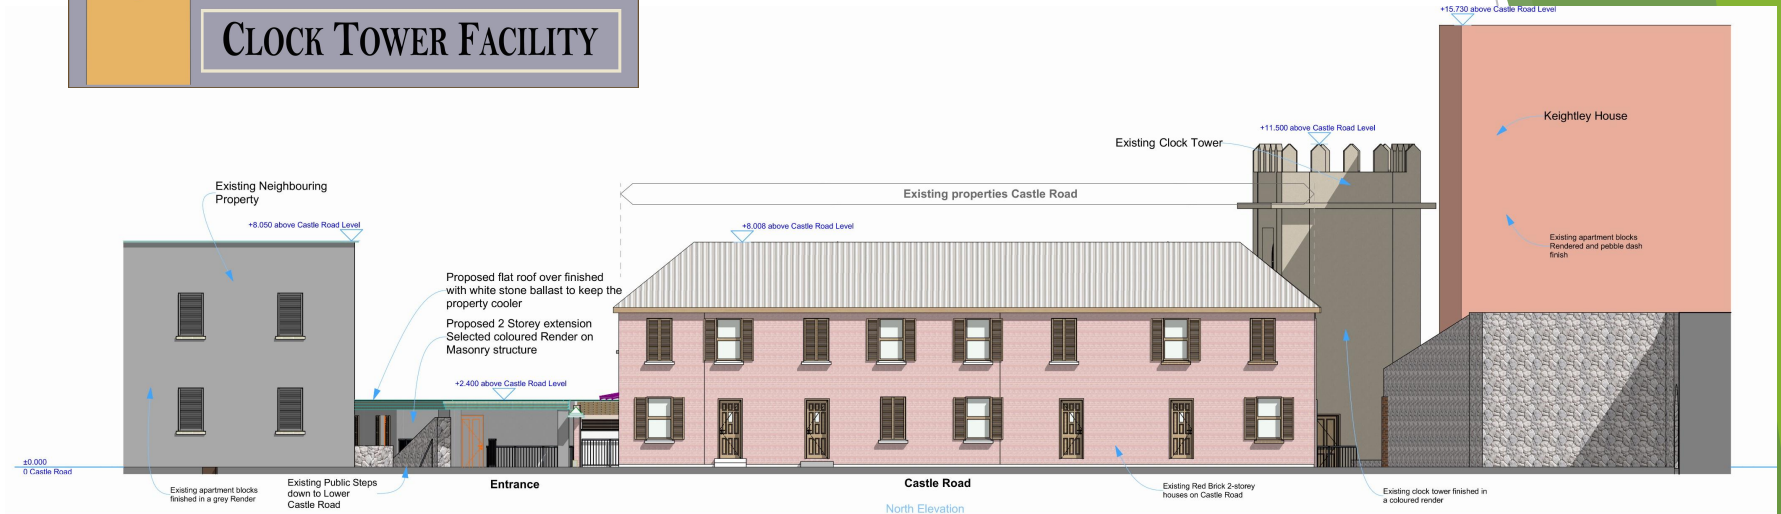 CLOCK TOWER FACILITY
+15.730 above Castle Road Level
Keightley House
+11.500 above Castle Road Level
Existing Clock Tower
Existing properties Castle Road
Existing Neighbouring
Property
+8.050 above Castle Road Level
+8.008 above Castle Road Level
Existing apartment blocks
Rendered and pebble dash
finish
Proposed flat roof over finished
with white stone ballast to keep the
property cooler
Proposed 2 Storey extension
Selected coloured Render on
Masonry structure
+2.400 above Castle Road Level
±0.000
0 Castle Road
Existing apartment blocks
finished in a grey Render
Existing Public Steps
down to Lower
Castle Road
Entrance
Castle Road
Existing Red Brick 2-storey
houses on Castle Road
Existing clock tower finished in
a coloured render
North Elevation